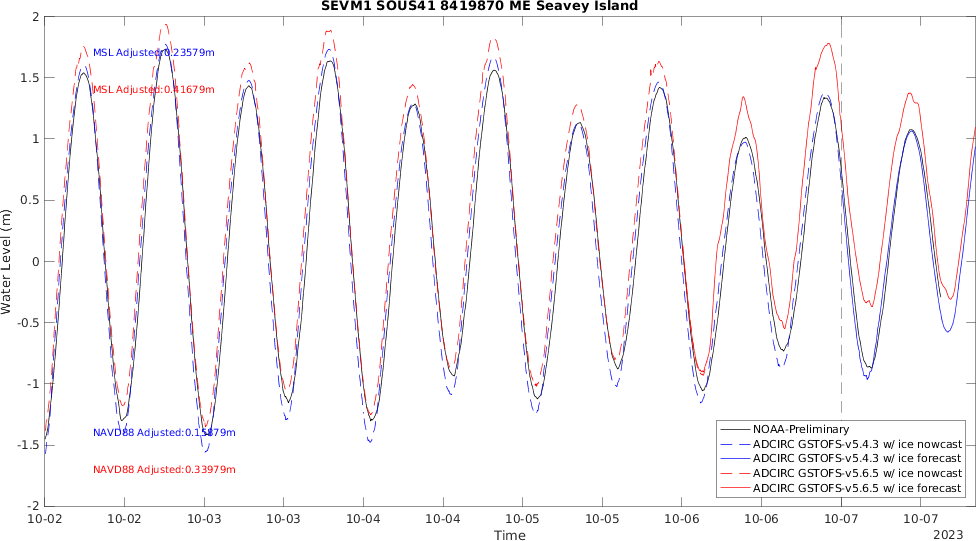 SEVM1 SOUS41 8419870 ME Seavey Island
2
1.5
1
0.5
0
-0.5
-1
-1.5
-2
Water Level (m)
MSL Adjusted:0.23579m
MSL Adjusted:0.41679m
NAVD88 Adjusted:0.15879m
NAVD88 Adjusted:0.33979m
NOAA-Preliminary
ADCIRC GSTOFS-v5.4.3 w/ ice nowcast
ADCIRC GSTOFS-v5.4.3 w/ ice forecast
ADCIRC GSTOFS-v5.6.5 w/ ice nowcast
ADCIRC GSTOFS-v5.6.5 w/ ice forecast
10-02 10-02 10-03 10-03 10-04 10-04 10-05 10-05 10-06 10-06 10-07 10-07
Time
2023